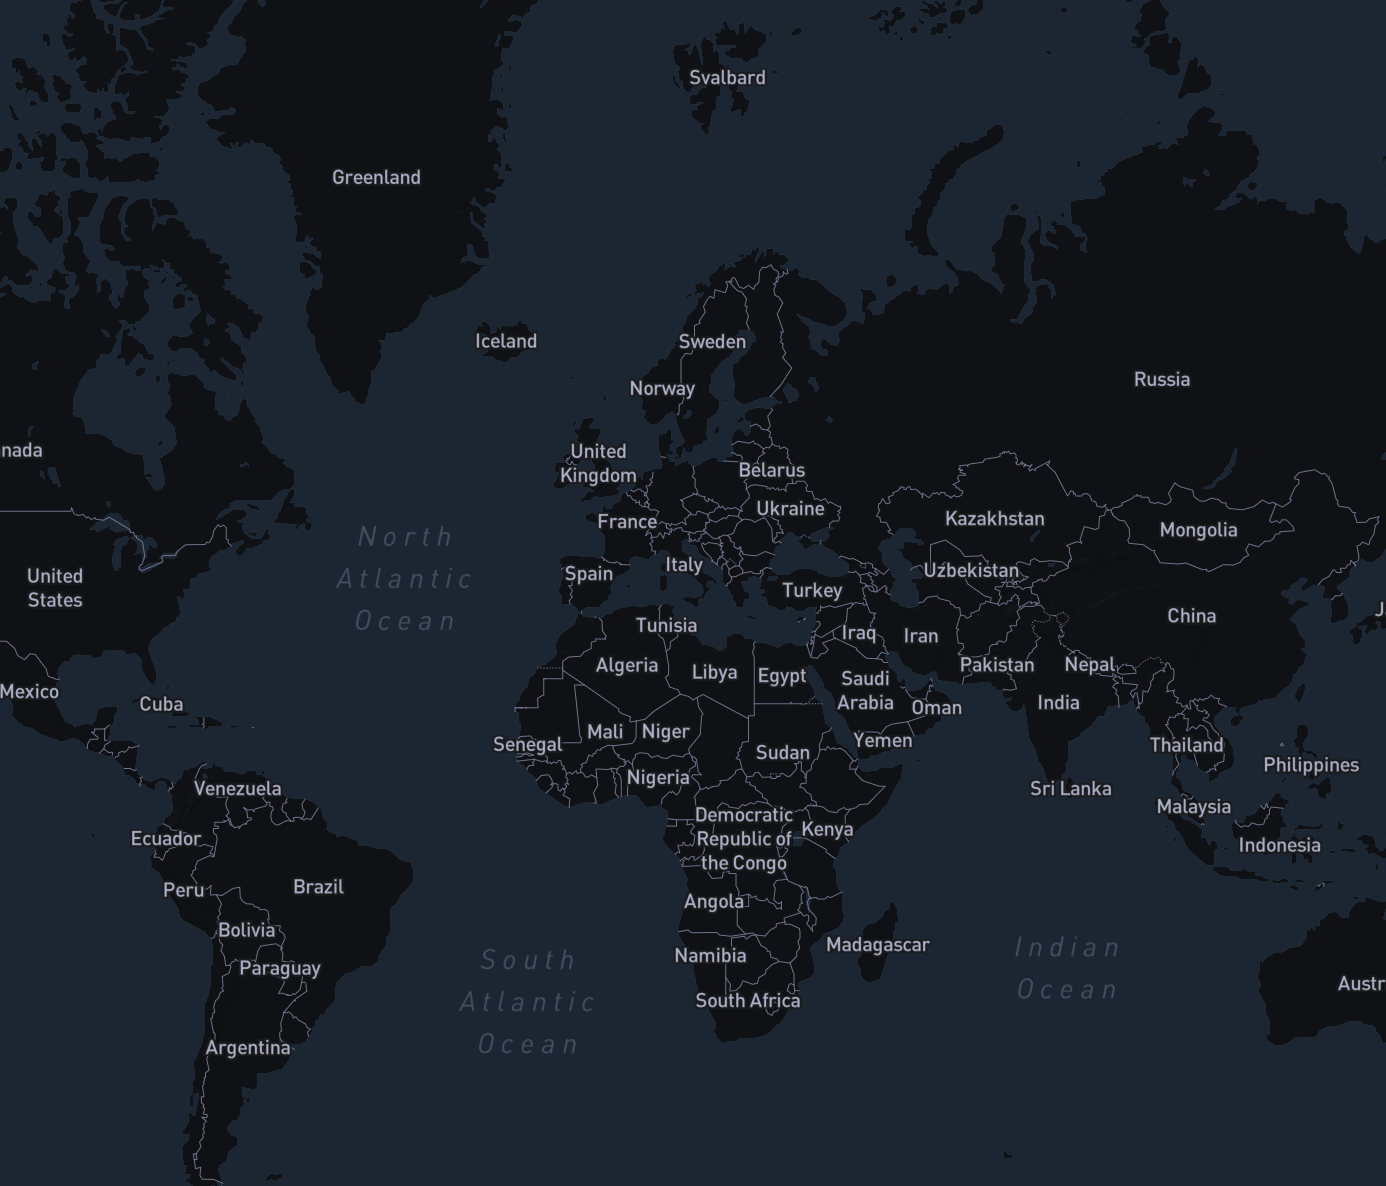 Svalbard
Greenland
Iceland
Sweden
Norway
Russia
nada
United
Kingdom
Belarus
Ukraine
France
Kazakhstan
Mongolia
North
Atlantic
Ocean
United
States
Spain
Italy
Turkey
Uzbekistan
China
J
Tunisia
Iraq
Iran
Algeria
Libya
Egypt
Saudi
Arabia
Pakistan
Nepal
Mexico
Cuba
Oman
India
Mali
Niger
Senegal
Sudan
Yemen
Thailand
Philippines
Nigeria
Venezuela
Sri Lanka
Malaysia
Democratic
Republic of
the Congo
Kenya
Ecuador
Indonesia
Peru
Brazil
Angola
Bolivia
Madagascar
Namibia
Paraguay
South
Atlantic
Ocean
Indian
Ocean
South Africa
Austr
Argentina